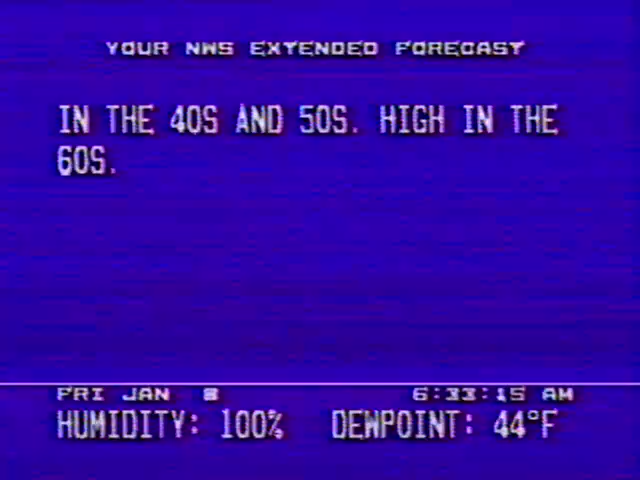 YOUR NWS EXTENDED FORECAST
IN THE 40S AND 50S. HIGH IN THE
60S.
FRI JAN 8
6:33:15 AM
HUMIDITY: 100% DEWPOINT: 44°F